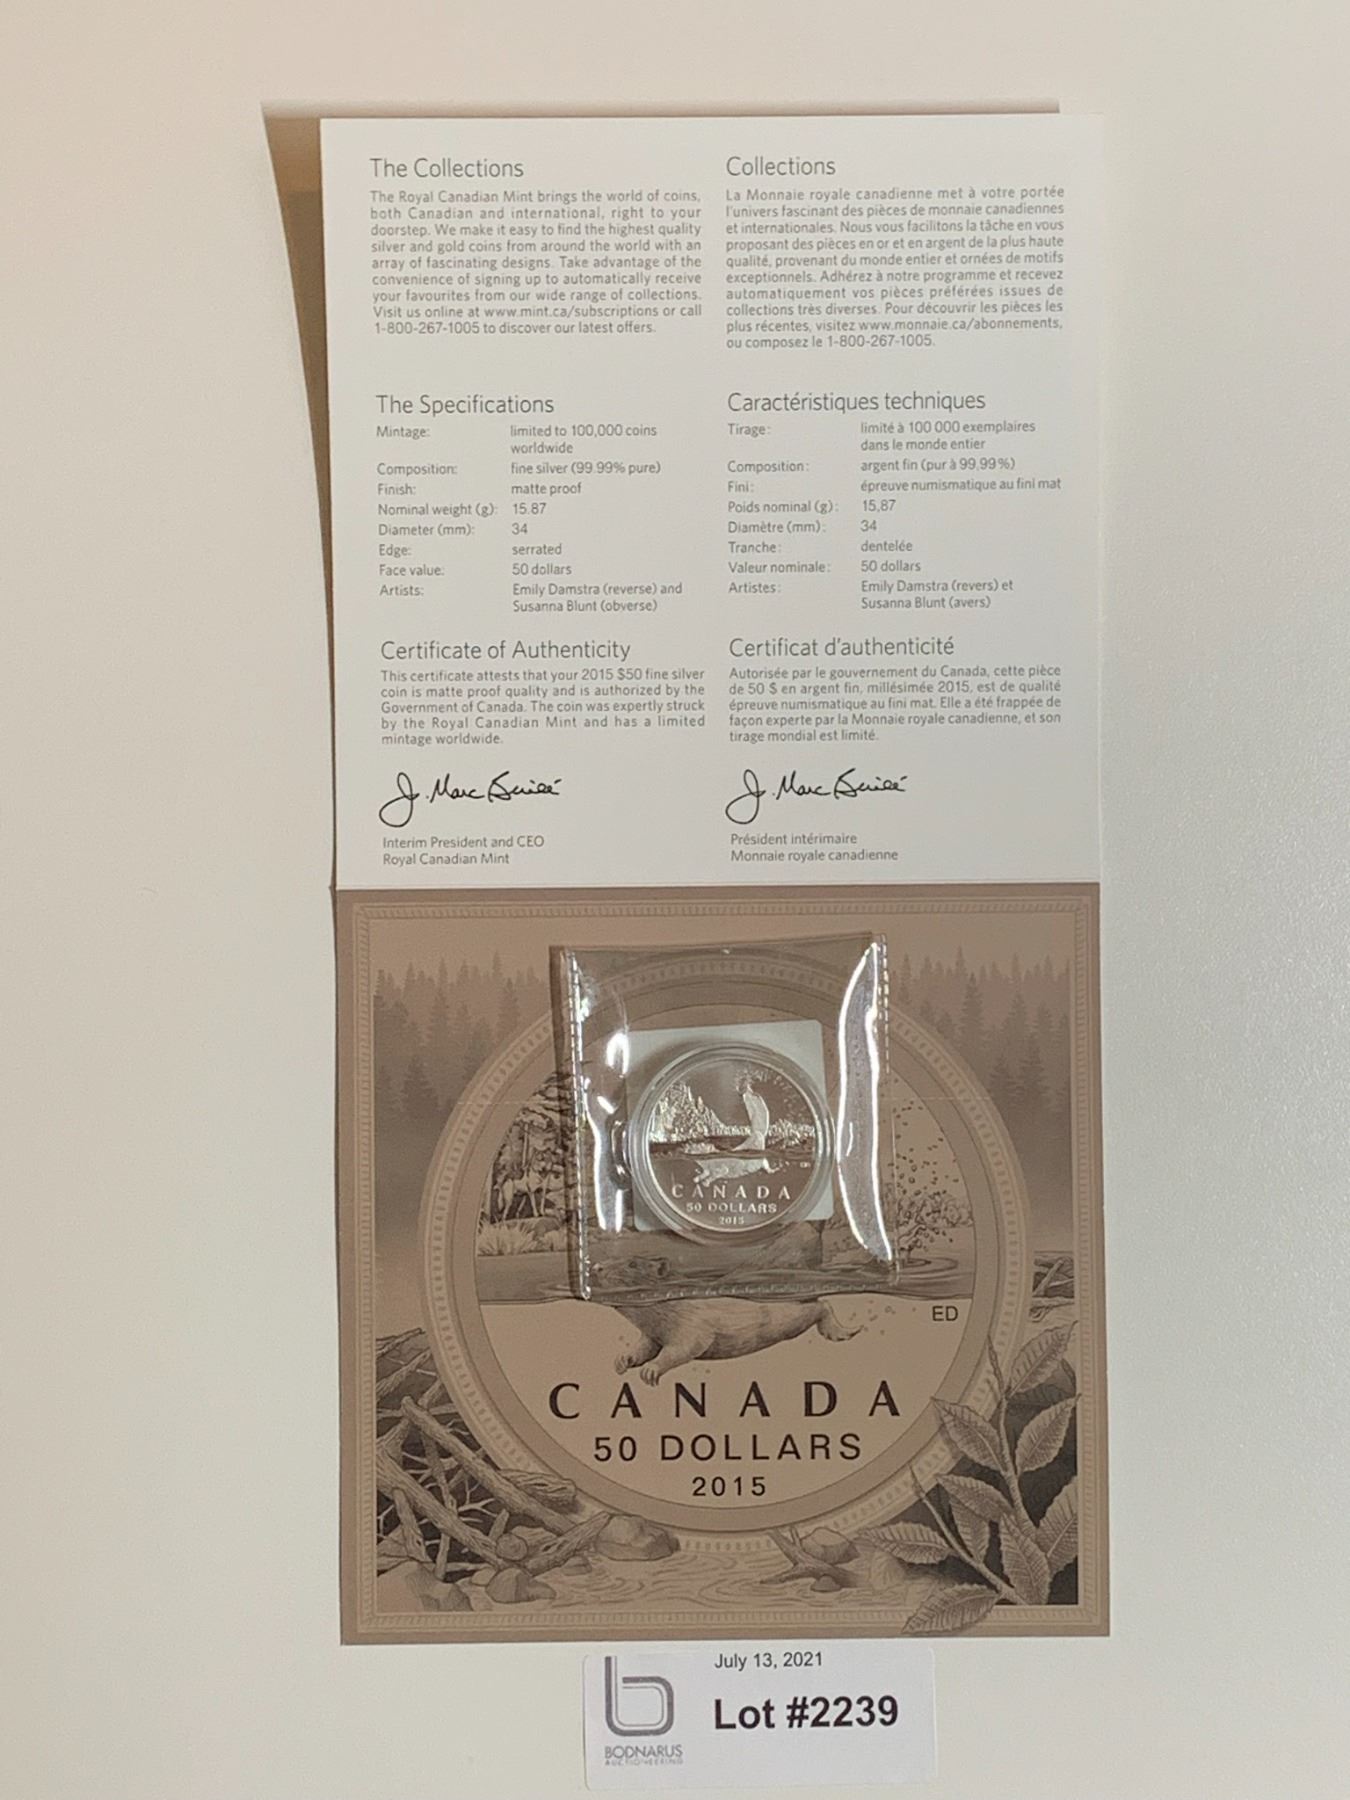 The Collections
The Royal Canadian Mint brings the world of coins,
both Canadian and international, right to your
doorstep. We make it easy to find the highest quality
silver and gold coins from around the world with an
array of fascinating designs. Take advantage of the
convenience of signing up to automatically receive
your favourites from our wide range of collections.
Visit us online at www.mint.ca/subscriptions or call
1-800-267-1005 to discover our latest offers.
Collections
La Monnaie royale canadienne met à votre portée
l'univers fascinant des pièces de monnaie canadiennes
et internationales. Nous vous facilitons la tâche en vous
proposant des pièces en or et en argent de la plus haute
qualité, provenant du monde entier et ornées de motifs
exceptionnels. Adhérez à notre programme et recevez
automatiquement vos pièces préférées issues de
collections très diverses. Pour découvrir les pièces les
plus récentes, visitez www.monnaie.ca/abonnements,
ou composez le 1-800-267-1005.
The Specifications
Mintage: limited to 100,000 coins
worldwide
Composition: fine silver (99.99% pure)
Finish: matte proof
Nominal weight (g): 15.87
Diameter (mm): 34
Edge: serrated
Face value: 50 dollars
Artists: Emily Damstra (reverse) and
Susanna Blunt (obverse)
Caractéristiques techniques
Tirage: limité à 100 000 exemplaires
dans le monde entier
Composition : argent fin (pur à 99,99%)
Fini : épreuve numismatique au fini mat
Poids nominal (g) : 15,87
Diamètre (mm) : 34
Tranche : dentelée
Valeur nominale : 50 dollars
Artistes : Emily Damstra (revers) et
Susanna Blunt (avers)
Certificate of Authenticity
This certificate attests that your 2015 $50 fine silver
coin is matte proof quality and is authorized by the
Government of Canada. The coin was expertly struck
by the Royal Canadian Mint and has a limited
mintage worldwide.
Certificat d'authenticité
Autorisée par le gouvernement du Canada, cette pièce
de 50 $ en argent fin, millésimée 2015, est de qualité
épreuve numismatique au fini mat. Elle a été frappée de
façon experte par la Monnaie royale canadienne, et son
tirage mondial est limité.
J. Marc Brûlé
Interim President and CEO
Royal Canadian Mint
J. Marc Brûlé
Président intérimaire
Monnaie royale canadienne
CANADA
50 DOLLARS
2015
ED
CANADA
50 DOLLARS
2015
July 13, 2021
Lot #2239
b
BODNARUS
AUCTIONEERING